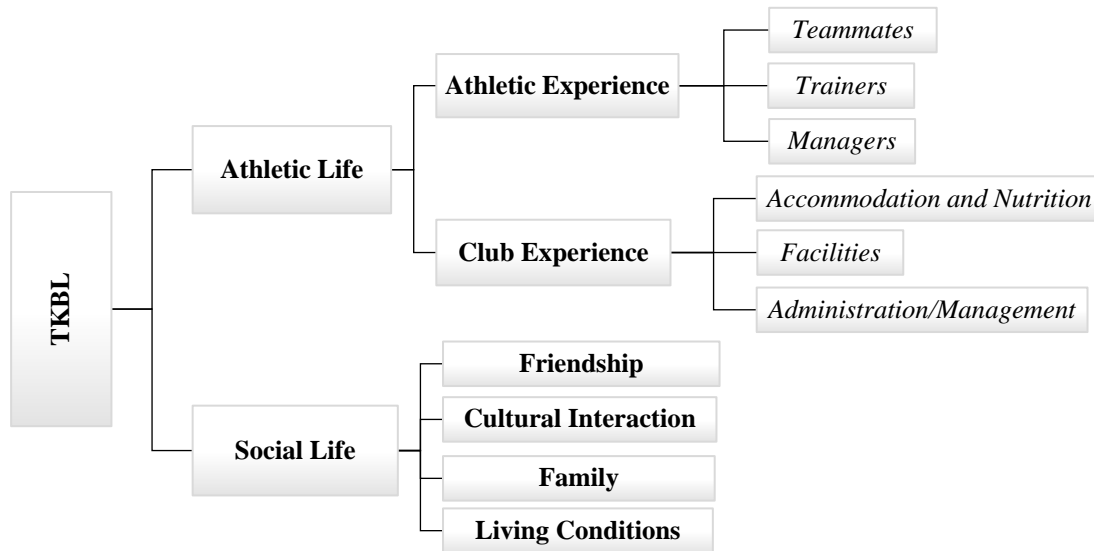 TKBL
Athletic Life
Athletic Experience
Teammates
Trainers
Managers
Club Experience
Accommodation and Nutrition
Facilities
Administration/Management
Social Life
Friendship
Cultural Interaction
Family
Living Conditions